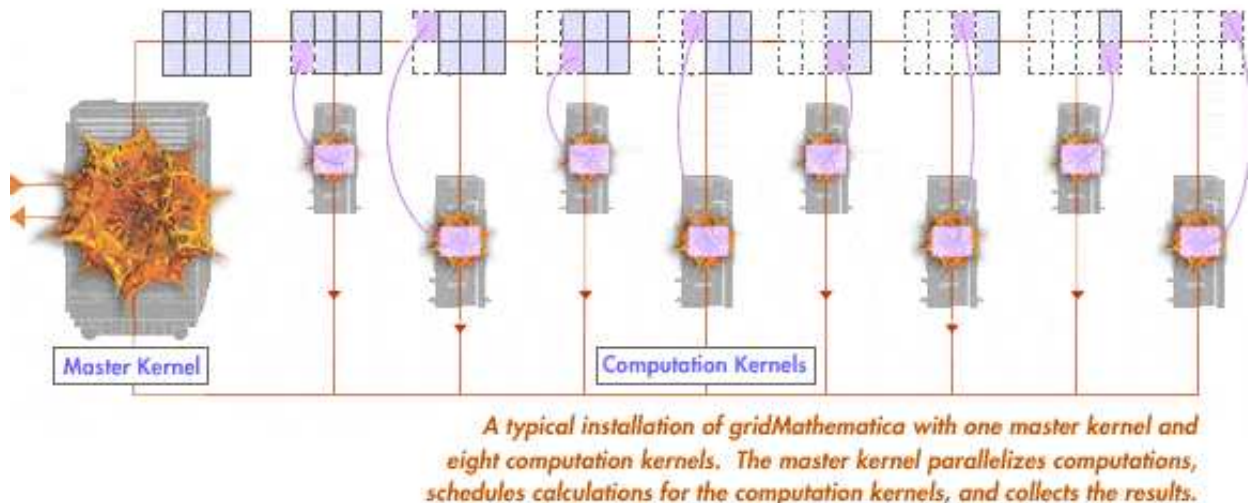 Master Kernel
Computation Kernels
A typical installation of gridMathematica with one master kernel and
eight computation kernels. The master kernel parallelizes computations,
schedules calculations for the computation kernels, and collects the results.